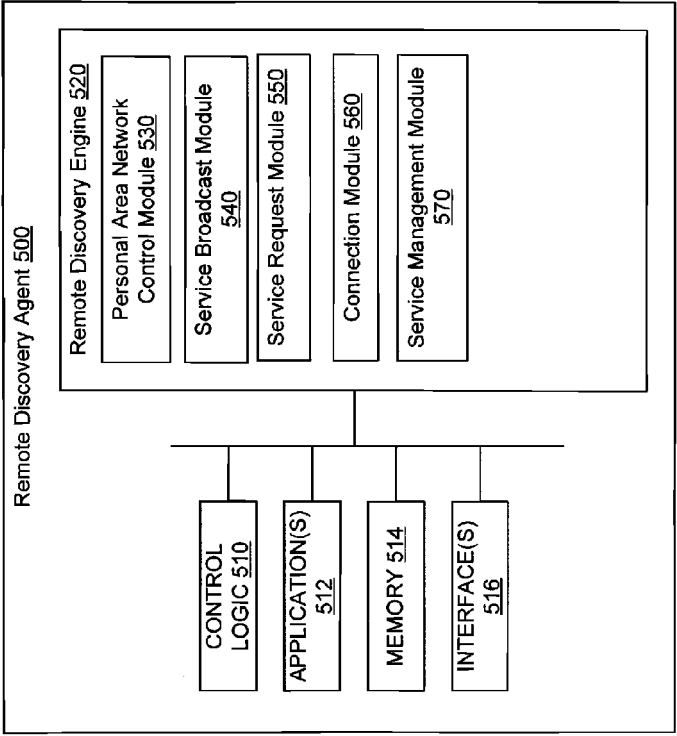 Remote Discovery Agent 500
CONTROL
LOGIC 510
APPLICATION(S)
512
MEMORY 514
INTERFACE(S)
516
Remote Discovery Engine 520
Personal Area Network
Control Module 530
Service Broadcast Module
540
Service Request Module 550
Connection Module 560
Service Management Module
570